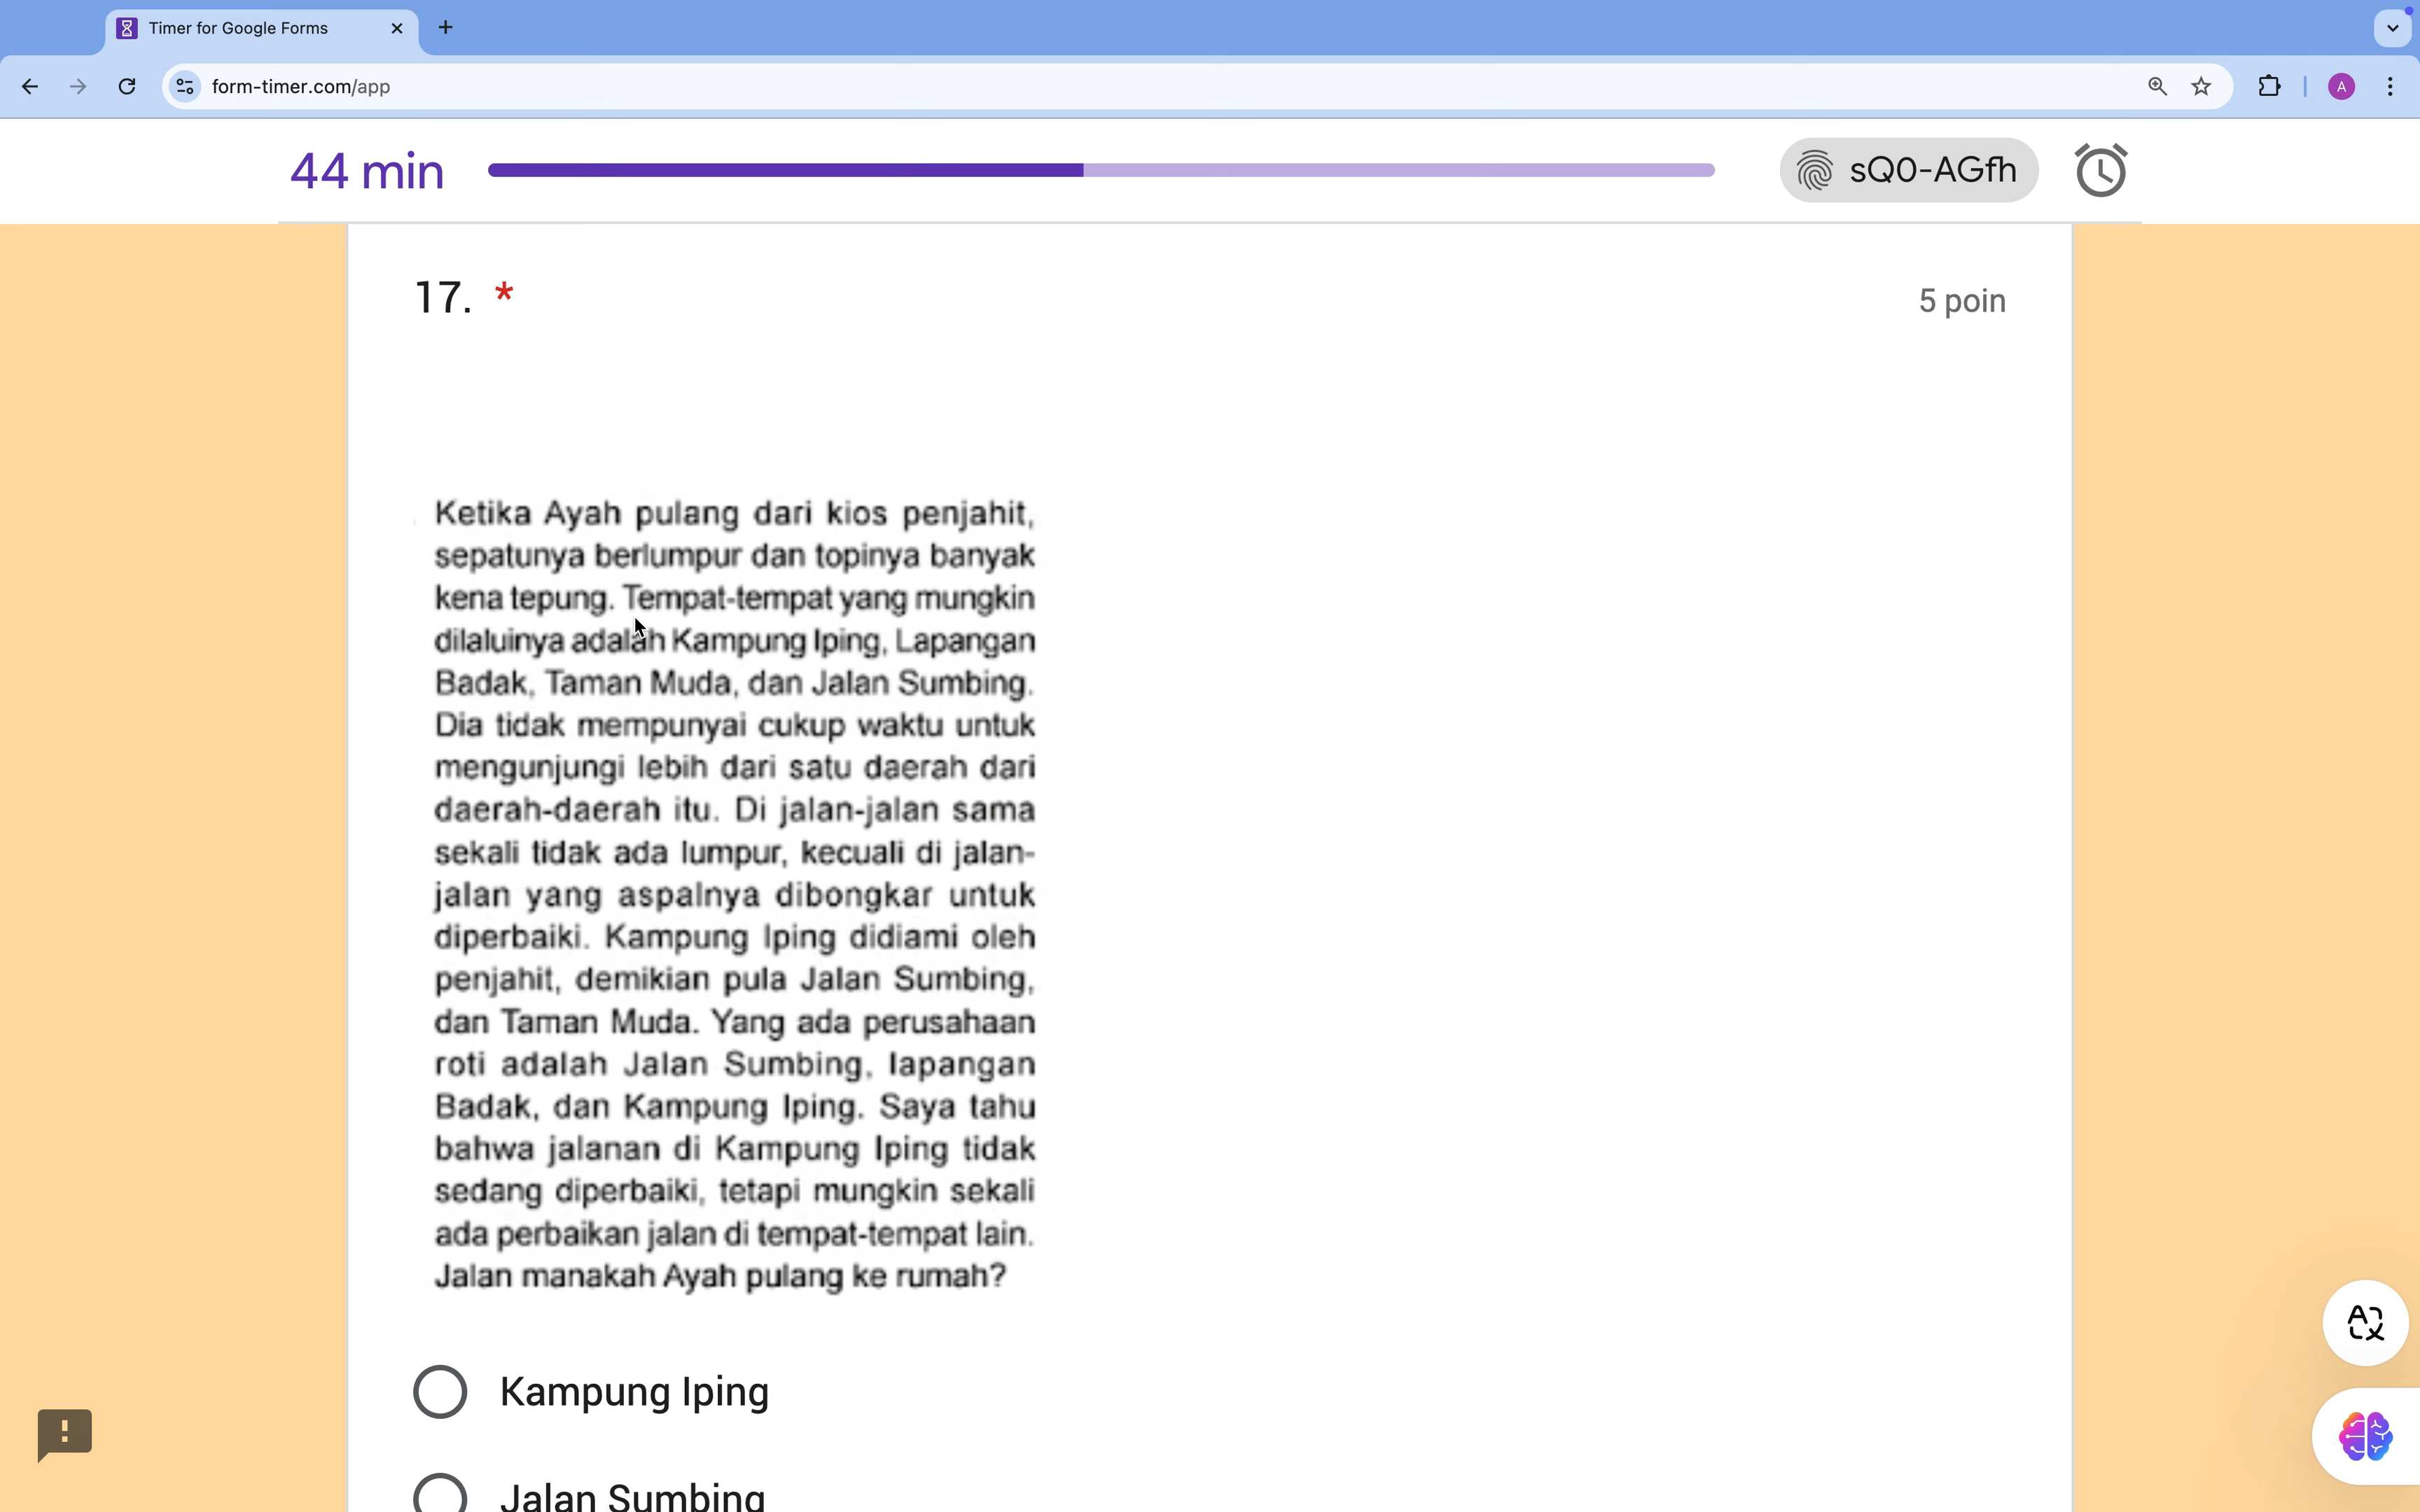 Timer for Google Forms
form-timer.com/app
A
44 min
sQ0-AGfh
17. *
5 poin
Ketika Ayah pulang dari kios penjahit,
sepatunya berlumpur dan topinya banyak
kena tepung. Tempat-tempat yang mungkin
dilaluinya adalah Kampung Iping, Lapangan
Badak, Taman Muda, dan Jalan Sumbing.
Dia tidak mempunyai cukup waktu untuk
mengunjungi lebih dari satu daerah dari
daerah-daerah itu. Di jalan-jalan sama
sekali tidak ada lumpur, kecuali di jalan-
jalan yang aspalnya dibongkar untuk
diperbaiki. Kampung Iping didiami oleh
penjahit, demikian pula Jalan Sumbing,
dan Taman Muda. Yang ada perusahaan
roti adalah Jalan Sumbing, lapangan
Badak, dan Kampung Iping. Saya tahu
bahwa jalanan di Kampung Iping tidak
sedang diperbaiki, tetapi mungkin sekali
ada perbaikan jalan di tempat-tempat lain.
Jalan manakah Ayah pulang ke rumah?
Kampung Iping
Jalan Sumbing